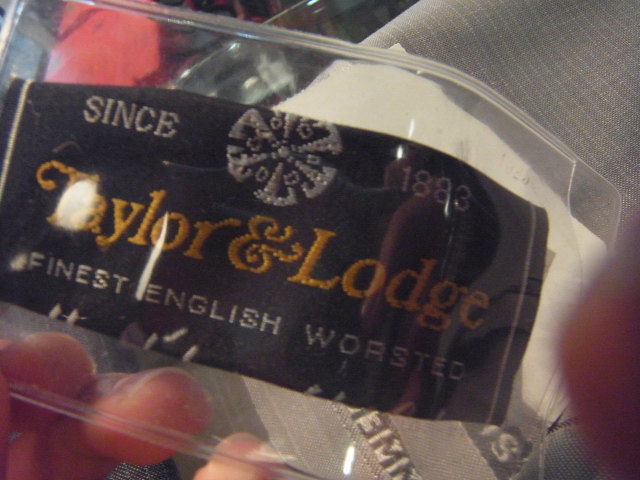 SINCE 1883
Taylor & Lodge
FINEST ENGLISH WORSTED